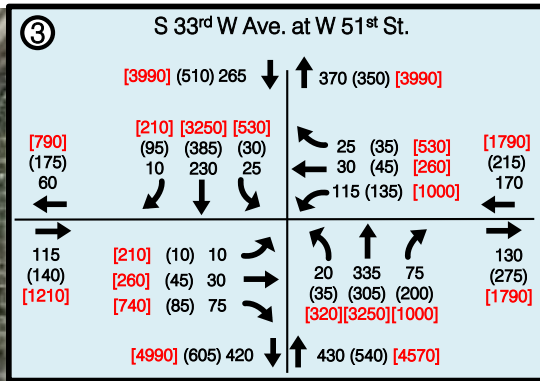 3
S 33rd W Ave. at W 51st St.
[3990] (510) 265
370 (350) [3990]
[210] [3250] [530]
(95) (385) (30)
10 230 25
[790]
(175)
60
25 (35) [530]
30 (45) [260]
115 (135) [1000]
[1790]
(215)
170
115
(140)
[1210]
[210] (10) 10
[260] (45) 30
[740] (85) 75
20 335 75
(35) (305) (200)
[320][3250][1000]
130
(275)
[1790]
[4990] (605) 420
430 (540) [4570]